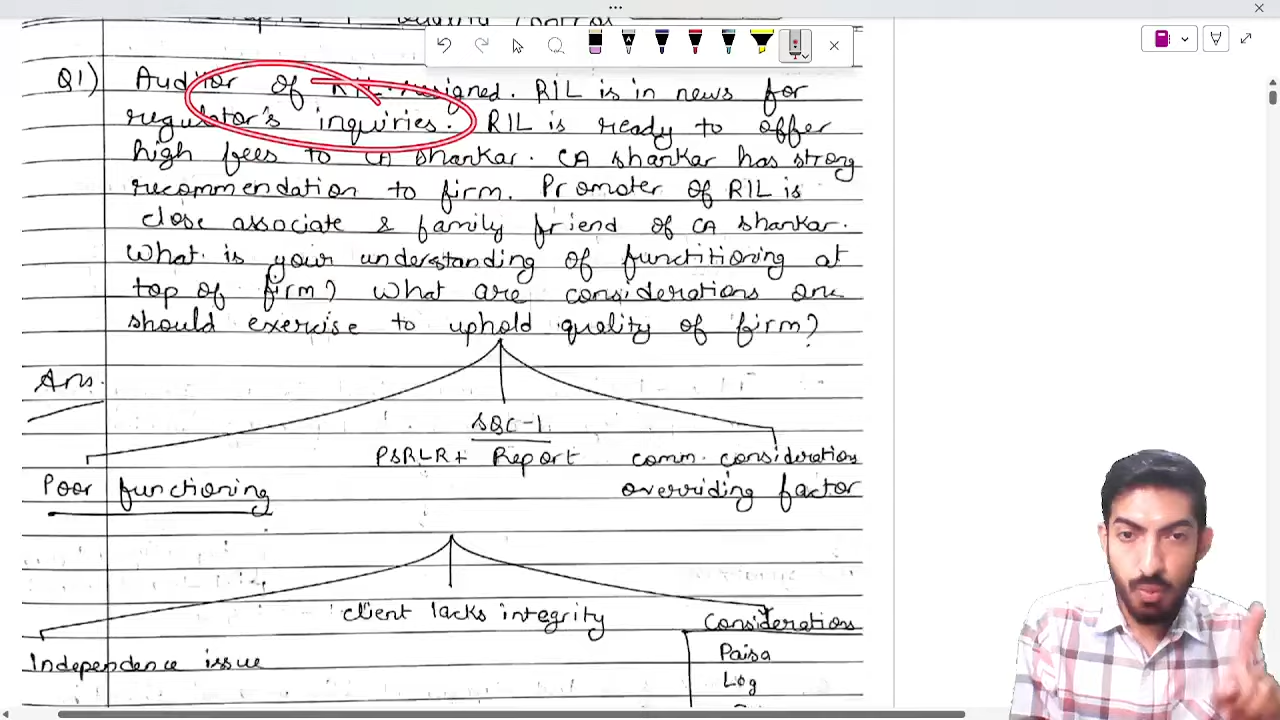 Quality Control
Q1) Auditor of RIL resigned. RIL is in news for
regulator's inquiries. RIL is ready to offer
high fees to CA shankar. CA shankar has strong
recommendation to firm. Promoter of RIL is
close associate & family friend of CA shankar.
What is your understanding of functitioning at
top of firm? What are considerations one
should exercise to uphold quality of firm?
Ans.
SQC-1
PSRLR+ Report
comm. consideration
Poor functioning
overriding factor
client lacks integrity
Considerations
Independence issue
Paisa
Log